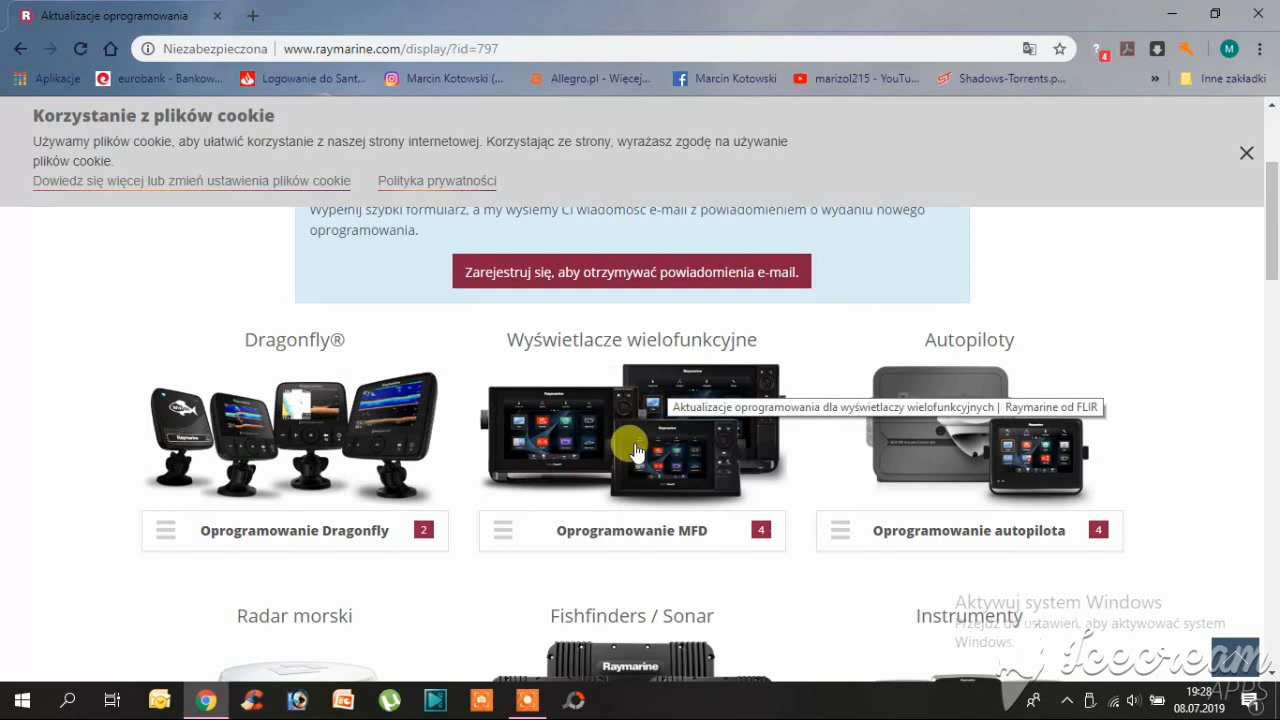 R Aktualizacje oprogramowania
Niezabezpieczona | www.raymarine.com/display/?id=797
4
M
Aplikacje
eurobank - Bankow...
Logowanie do Sant...
Marcin Kotowski (...
Allegro.pl - Więcej...
Marcin Kotowski
marizol215 - YouTu...
Shadows-Torrents.p...
»
Inne zakładki
Korzystanie z plików cookie
Używamy plików cookie, aby ułatwić korzystanie z naszej strony internetowej. Korzystając ze strony, wyrażasz zgodę na używanie
plików cookie.
Dowiedz się więcej lub zmień ustawienia plików cookie
Polityka prywatności
Wypełnij szybki formularz, a my wyślemy Ci wiadomość e-mail z powiadomieniem o wydaniu nowego
oprogramowania.
Zarejestruj się, aby otrzymywać powiadomienia e-mail.
Dragonfly®
Wyświetlacze wielofunkcyjne
Autopiloty
Raymarine
Aktualizacje oprogramowania dla wyświetlaczy wielofunkcyjnych | Raymarine od FLIR
Oprogramowanie Dragonfly 2
Oprogramowanie MFD 4
Oprogramowanie autopilota 4
Radar morski
Fishfinders / Sonar
Instrumenty
Raymarine
Aktywuj system Windows
Przejdź do ustawień, aby aktywować system
Windows.
Icecream
APPS
19:28
08.07.2019
1